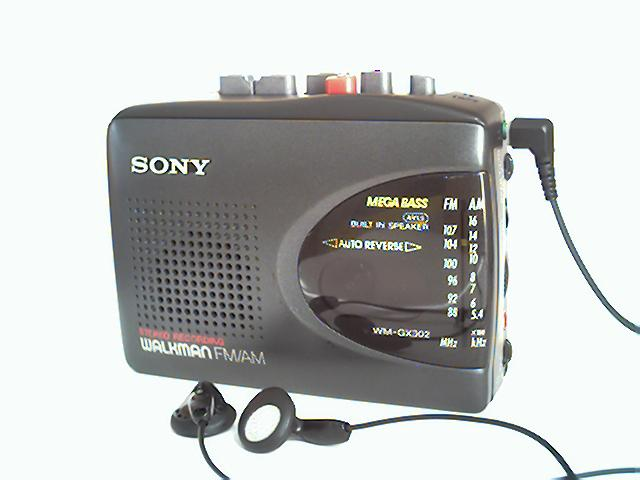 SONY
MEGA BASS
AVLS
BUILT IN SPEAKER
AUTO REVERSE
FM AM
16
107 14
104 12
10
100
96 8
7
92 6
88 5.4
×100
MHz kHz
WM-GX302
STEREO RECORDING
WALKMAN FM/AM